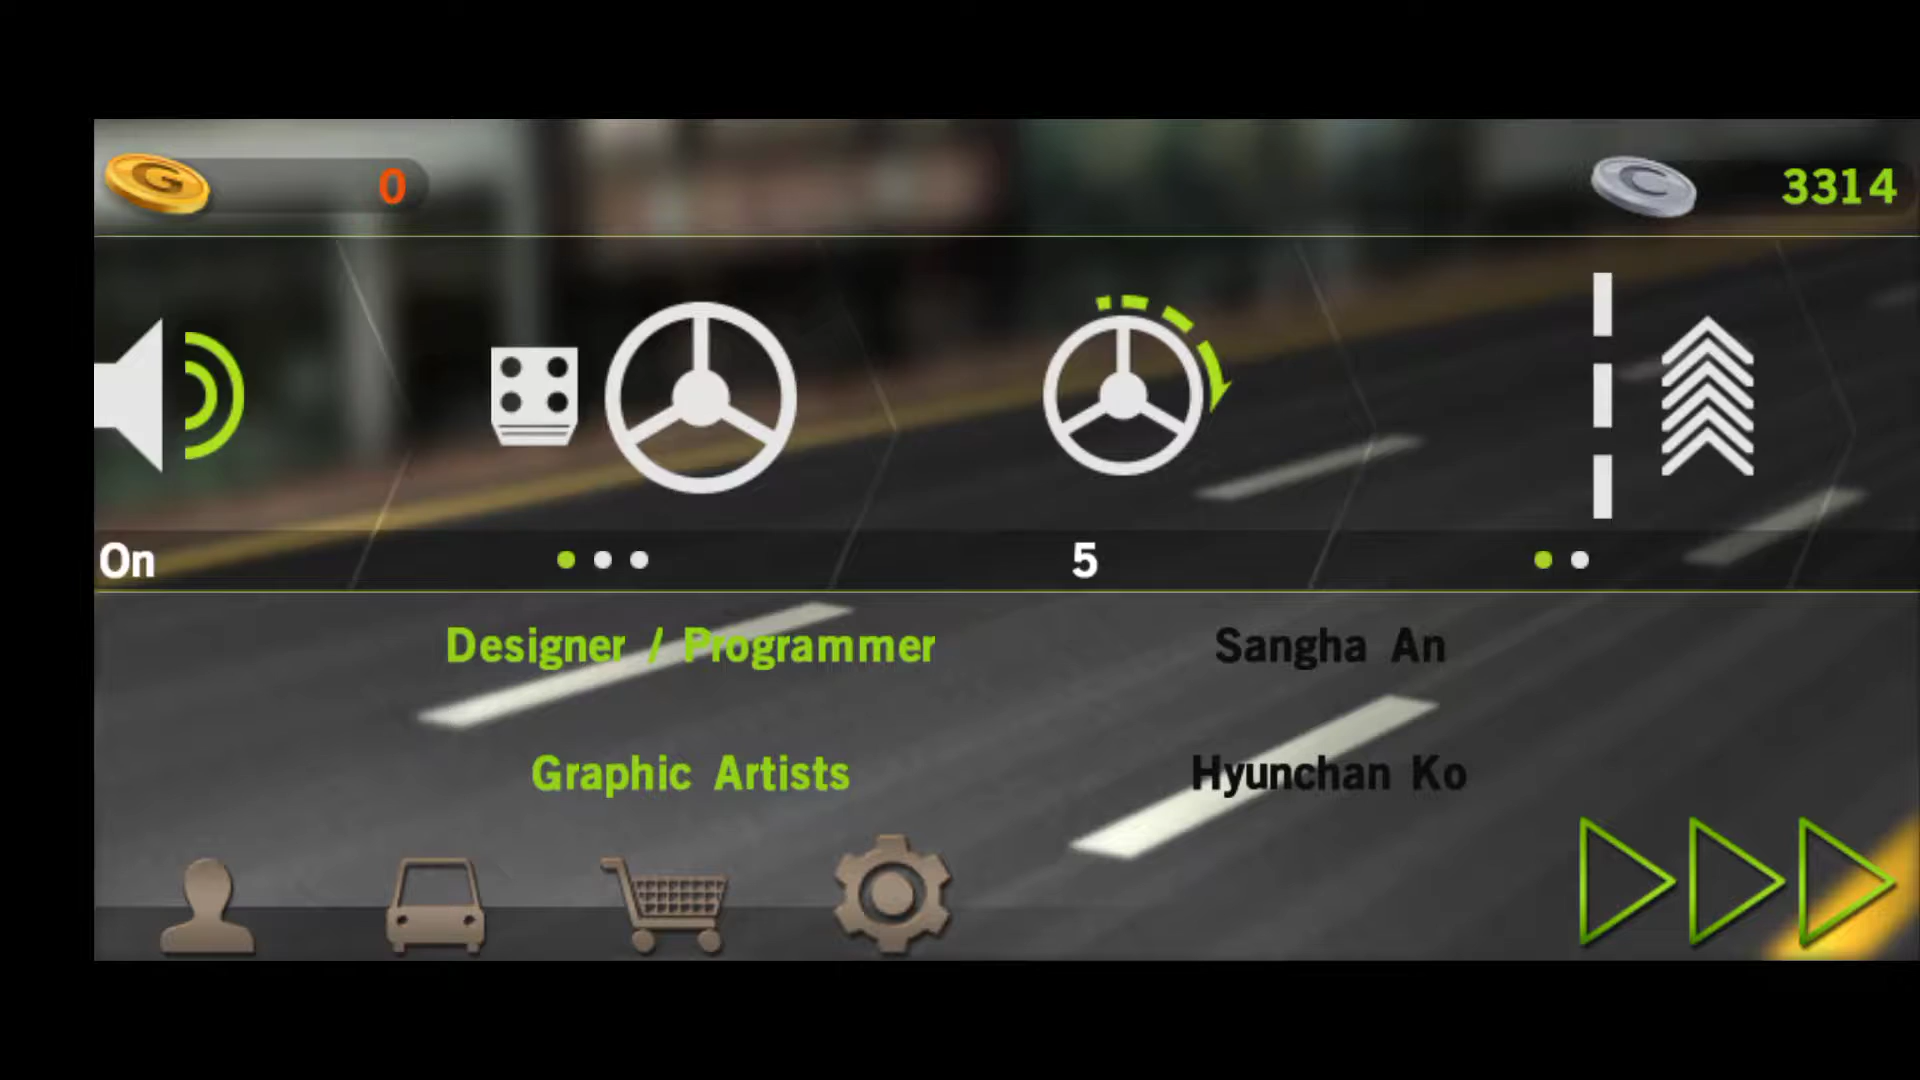 G 0
C 3314
On
5
Designer / Programmer Sangha An
Graphic Artists Hyunchan Ko